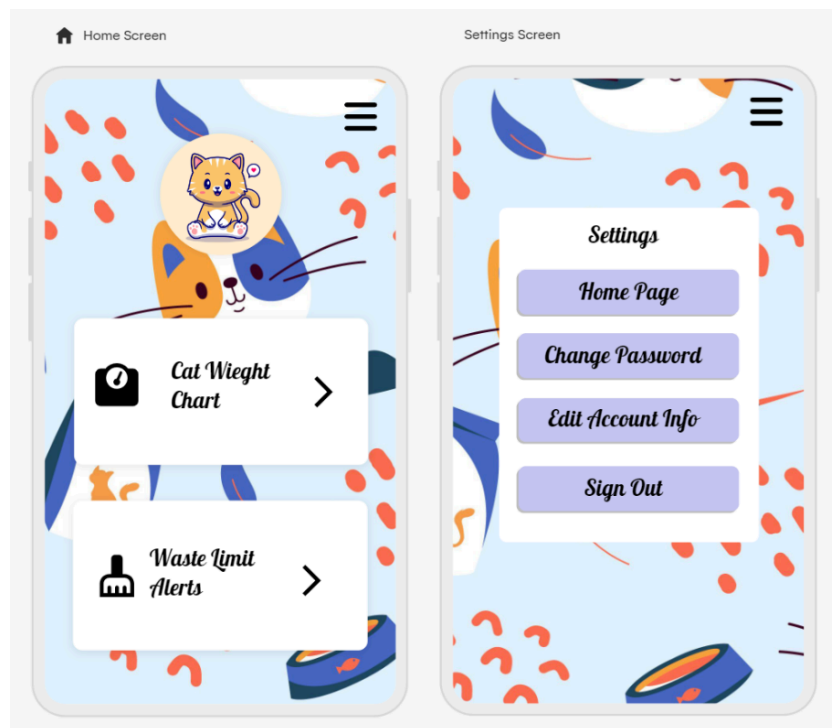 Home Screen
Settings Screen
Cat Wieght
Chart
Waste Limit
Alerts
Settings
Home Page
Change Password
Edit Account Info
Sign Out